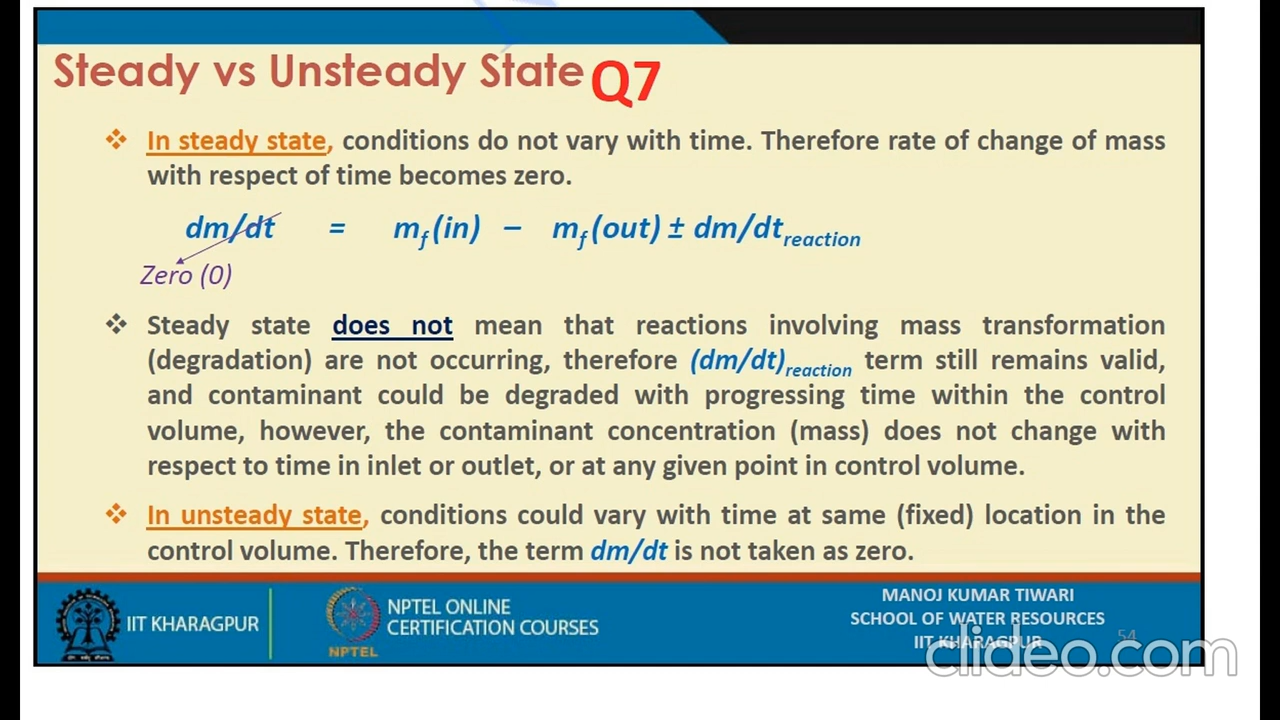 Steady vs Unsteady State Q7
❖ In steady state, conditions do not vary with time. Therefore rate of change of mass
with respect of time becomes zero.
dm/dt = mf (in) – mf (out) ± dm/dtreaction
Zero (0)
❖ Steady state does not mean that reactions involving mass transformation
(degradation) are not occurring, therefore (dm/dt)reaction term still remains valid,
and contaminant could be degraded with progressing time within the control
volume, however, the contaminant concentration (mass) does not change with
respect to time in inlet or outlet, or at any given point in control volume.
❖ In unsteady state, conditions could vary with time at same (fixed) location in the
control volume. Therefore, the term dm/dt is not taken as zero.
IIT KHARAGPUR
NPTEL
NPTEL ONLINE
CERTIFICATION COURSES
MANOJ KUMAR TIWARI
SCHOOL OF WATER RESOURCES
IIT KHARAGPUR
54
clideo.com